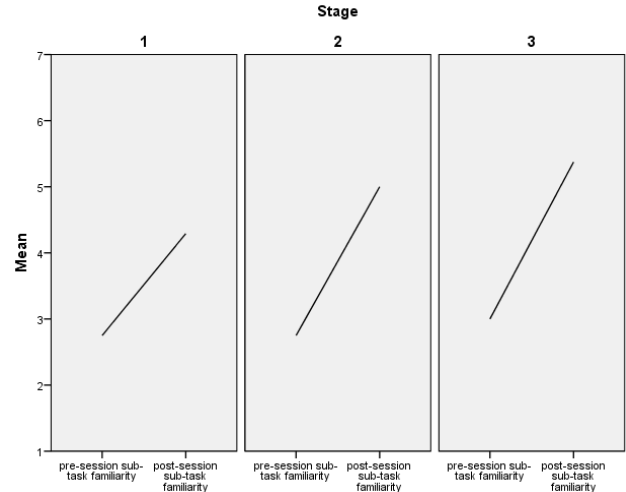 Stage
1
2
3
7
6
5
4
3
2
1
Mean
pre-session sub-
task familiarity
post-session
sub-task
familiarity
pre-session sub-
task familiarity
post-session
sub-task
familiarity
pre-session sub-
task familiarity
post-session
sub-task
familiarity